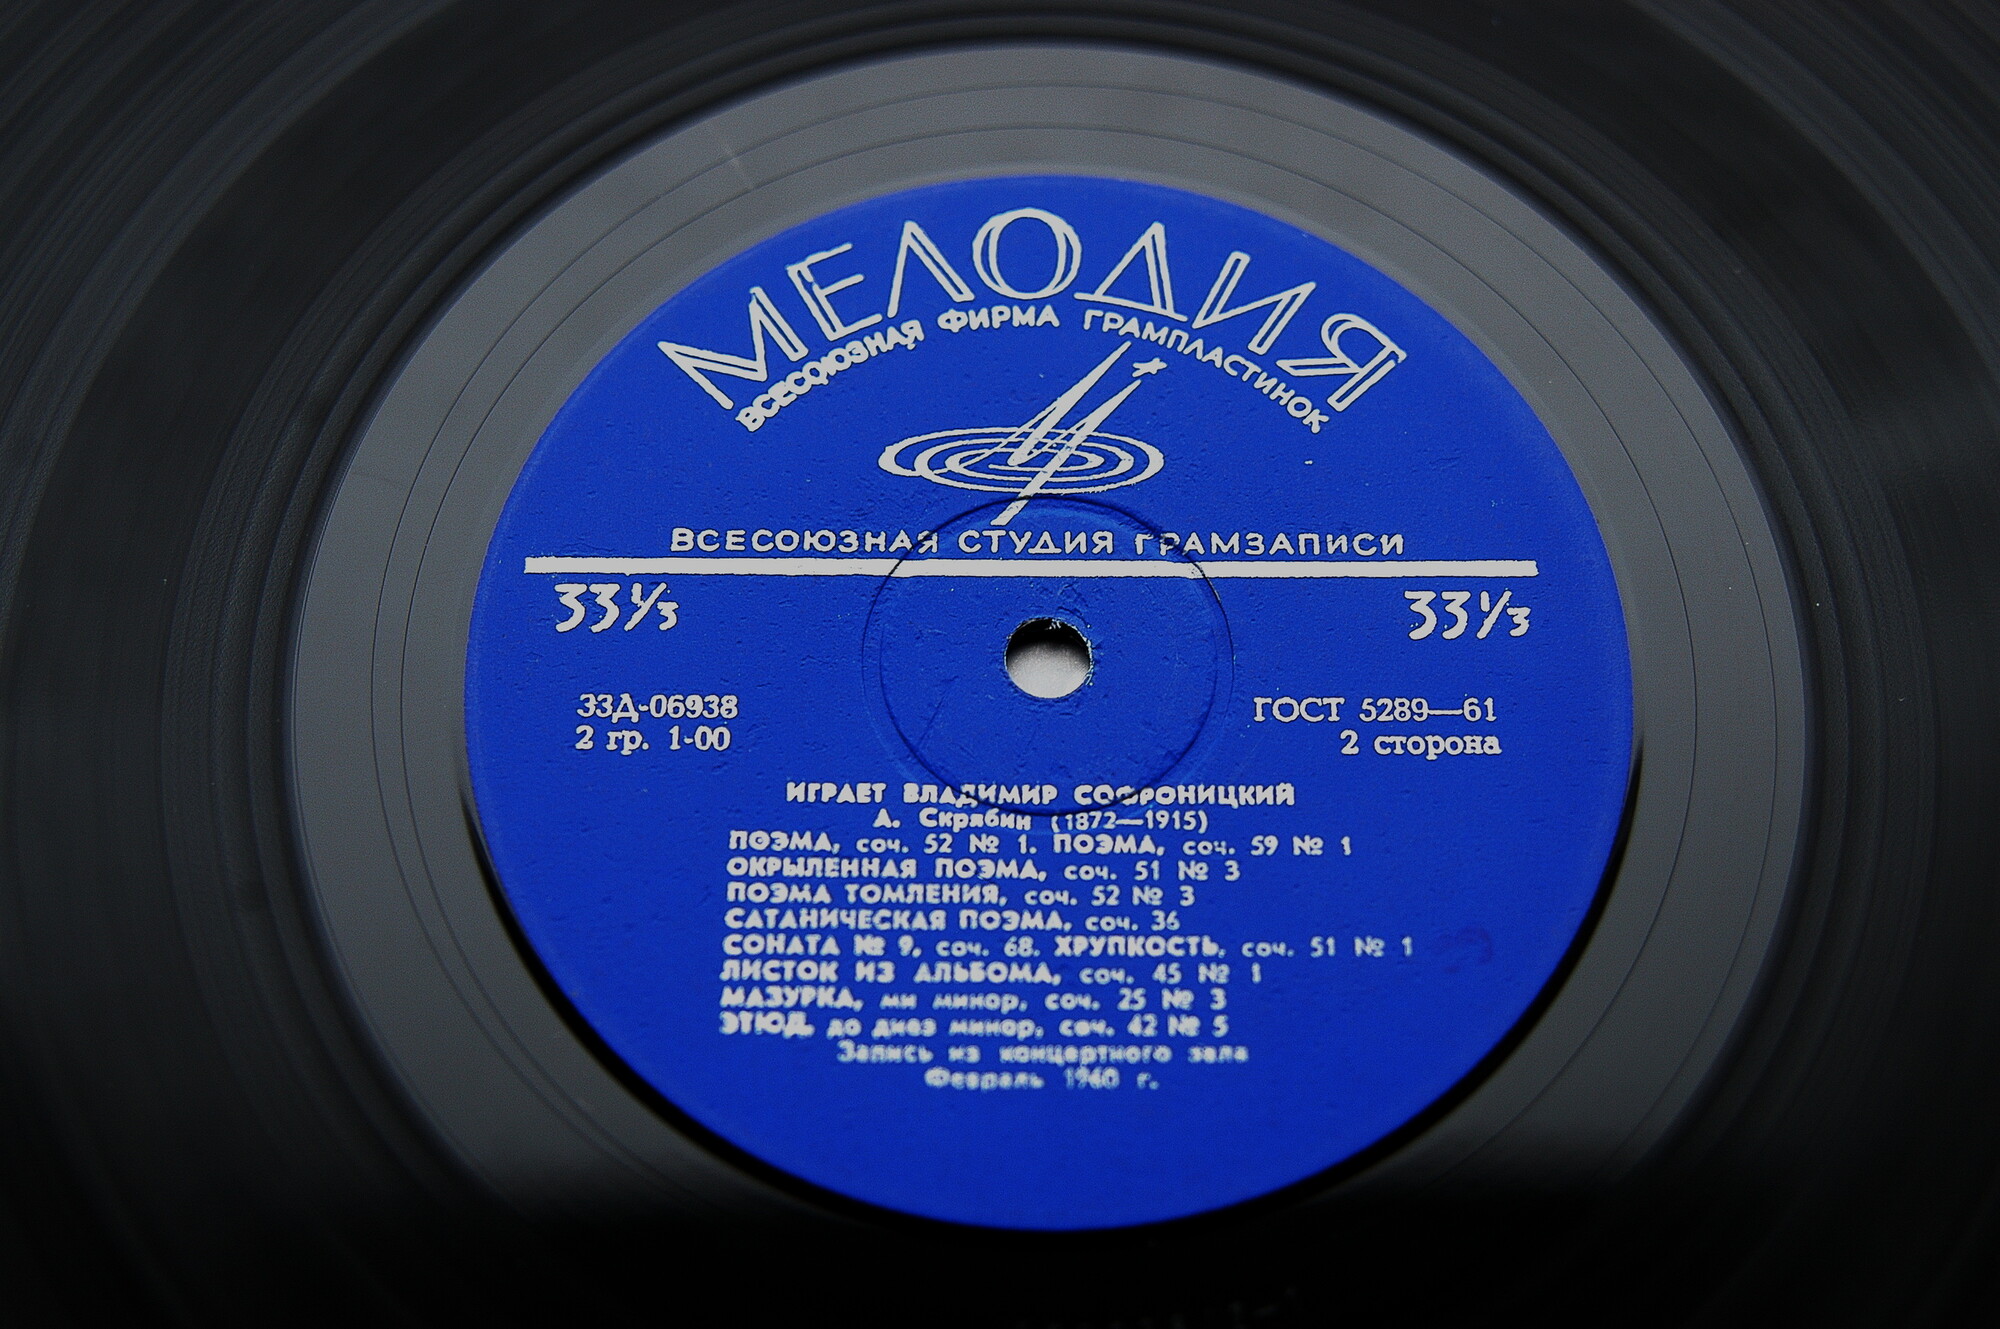 МЕЛОДИЯ
ВСЕСОЮЗНАЯ ФИРМА ГРАМПЛАСТИНОК
ВСЕСОЮЗНАЯ СТУДИЯ ГРАМЗАПИСИ
33⅓ 33⅓
33Д-06938 ГОСТ 5289—61
2 гр. 1-00 2 сторона
ИГРАЕТ ВЛАДИМИР СОФРОНИЦКИЙ
А. Скрябин (1872—1915)
ПОЭМА, соч. 52 № 1. ПОЭМА, соч. 59 № 1
ОКРЫЛЕННАЯ ПОЭМА, соч. 51 № 3
ПОЭМА ТОМЛЕНИЯ, соч. 52 № 3
САТАНИЧЕСКАЯ ПОЭМА, соч. 36
СОНАТА № 9, соч. 68. ХРУПКОСТЬ, соч. 51 № 1
ЛИСТОК ИЗ АЛЬБОМА, соч. 45 № 1
МАЗУРКА, ми минор, соч. 25 № 3
ЭТЮД, до диез минор, соч. 42 № 5
Запись из концертного зала
Февраль 1960 г.